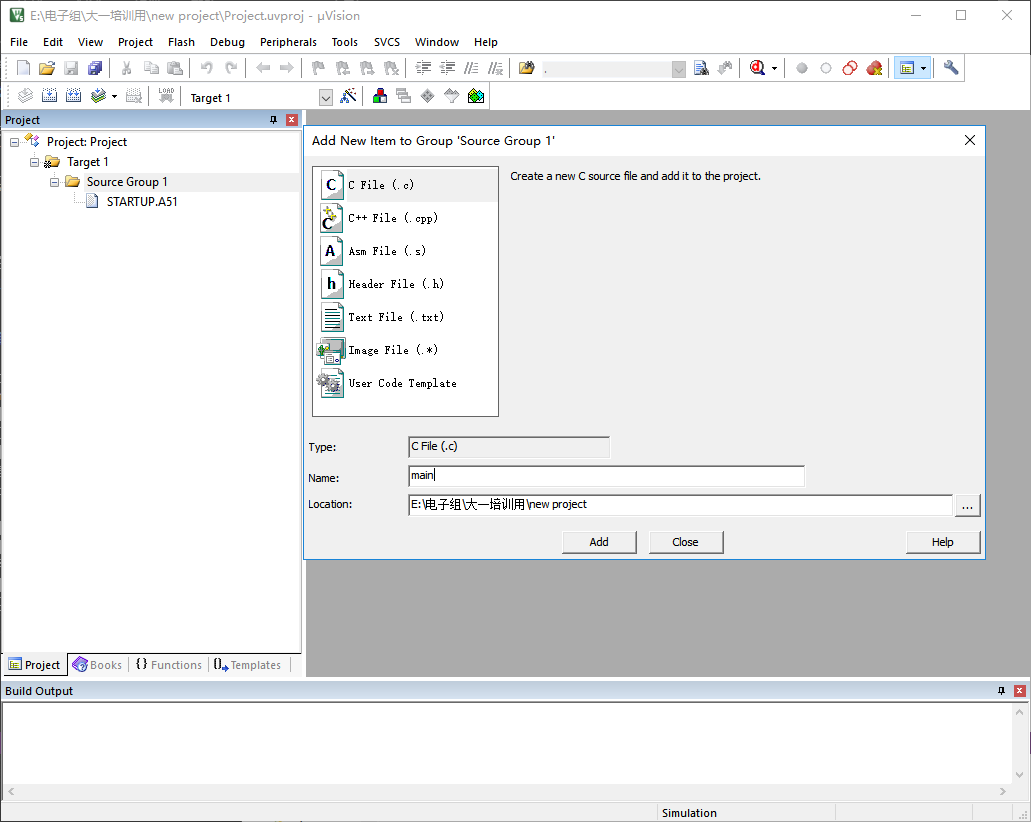 E:\电子组\大一培训用\new project\Project.uvproj - µVision
File Edit View Project Flash Debug Peripherals Tools SVCS Window Help
LOAD
Target 1
Project
Project: Project
Target 1
Source Group 1
STARTUP.A51
Add New Item to Group 'Source Group 1'
C File (.c)
C++ File (.cpp)
Asm File (.s)
Header File (.h)
Text File (.txt)
Image File (.*)
User Code Template
Create a new C source file and add it to the project.
Type: C File (.c)
Name: main
Location: E:\电子组\大一培训用\new project ...
Add Close Help
Project Books {} Functions Templates
Build Output
Simulation